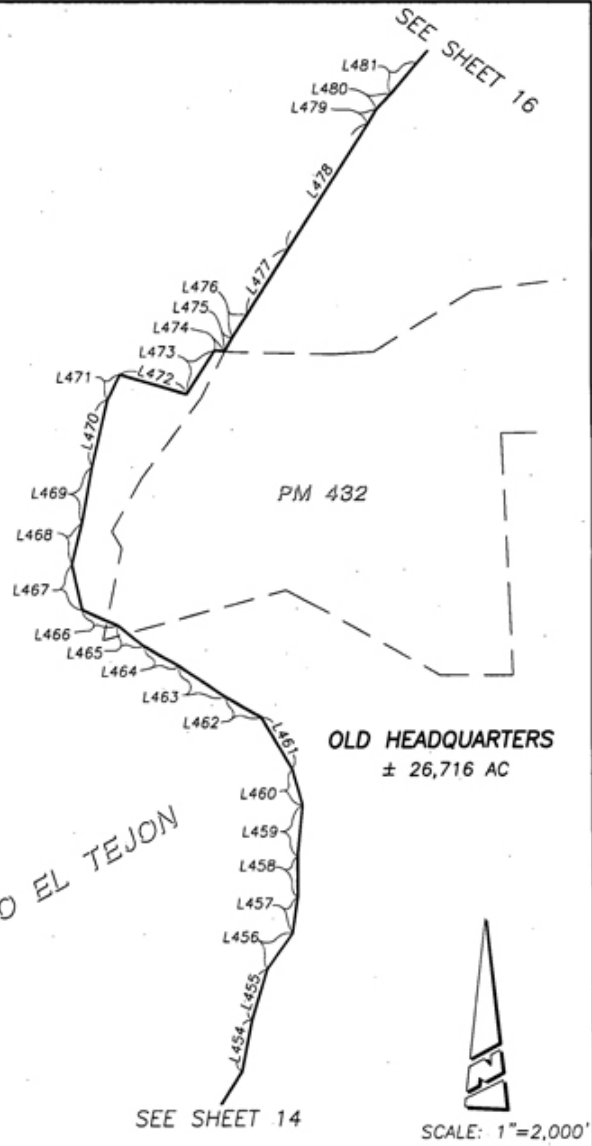 SEE SHEET 16
L481
L480
L479
L478
L477
L476
L475
L474
L473
L472
L471
L470
L469
L468
L467
L466
L465
L464
L463
L462
L461
PM 432
OLD HEADQUARTERS
± 26,716 AC
L460
L459
L458
L457
L456
L455
L454
O EL TEJON
SEE SHEET 14
N
SCALE: 1"=2,000'